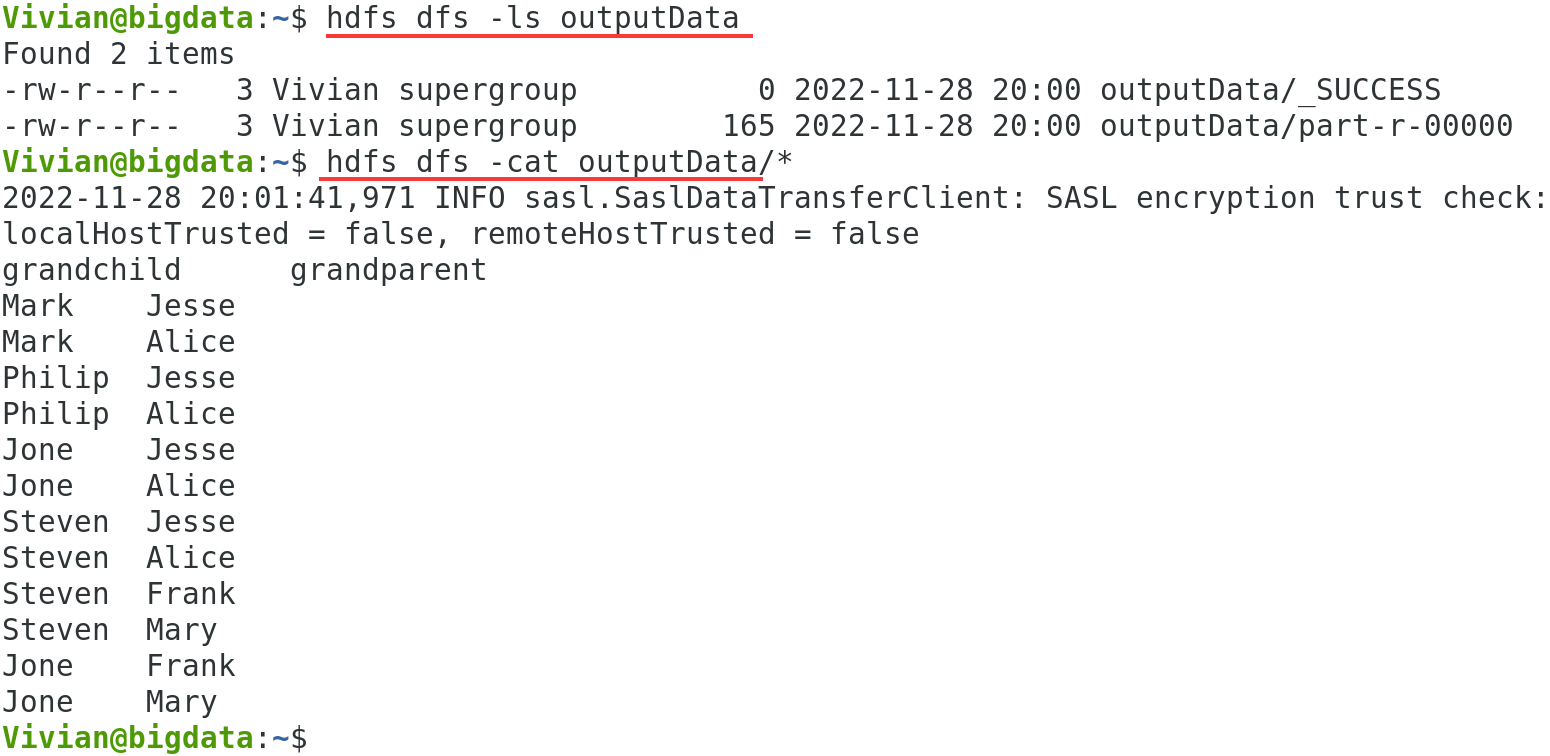 Vivian@bigdata:~$ hdfs dfs -ls outputData
Found 2 items
-rw-r--r--   3 Vivian supergroup          0 2022-11-28 20:00 outputData/_SUCCESS
-rw-r--r--   3 Vivian supergroup        165 2022-11-28 20:00 outputData/part-r-00000
Vivian@bigdata:~$ hdfs dfs -cat outputData/*
2022-11-28 20:01:41,971 INFO sasl.SaslDataTransferClient: SASL encryption trust check:
localHostTrusted = false, remoteHostTrusted = false
grandchild      grandparent
Mark    Jesse
Mark    Alice
Philip  Jesse
Philip  Alice
Jone    Jesse
Jone    Alice
Steven  Jesse
Steven  Alice
Steven  Frank
Steven  Mary
Jone    Frank
Jone    Mary
Vivian@bigdata:~$